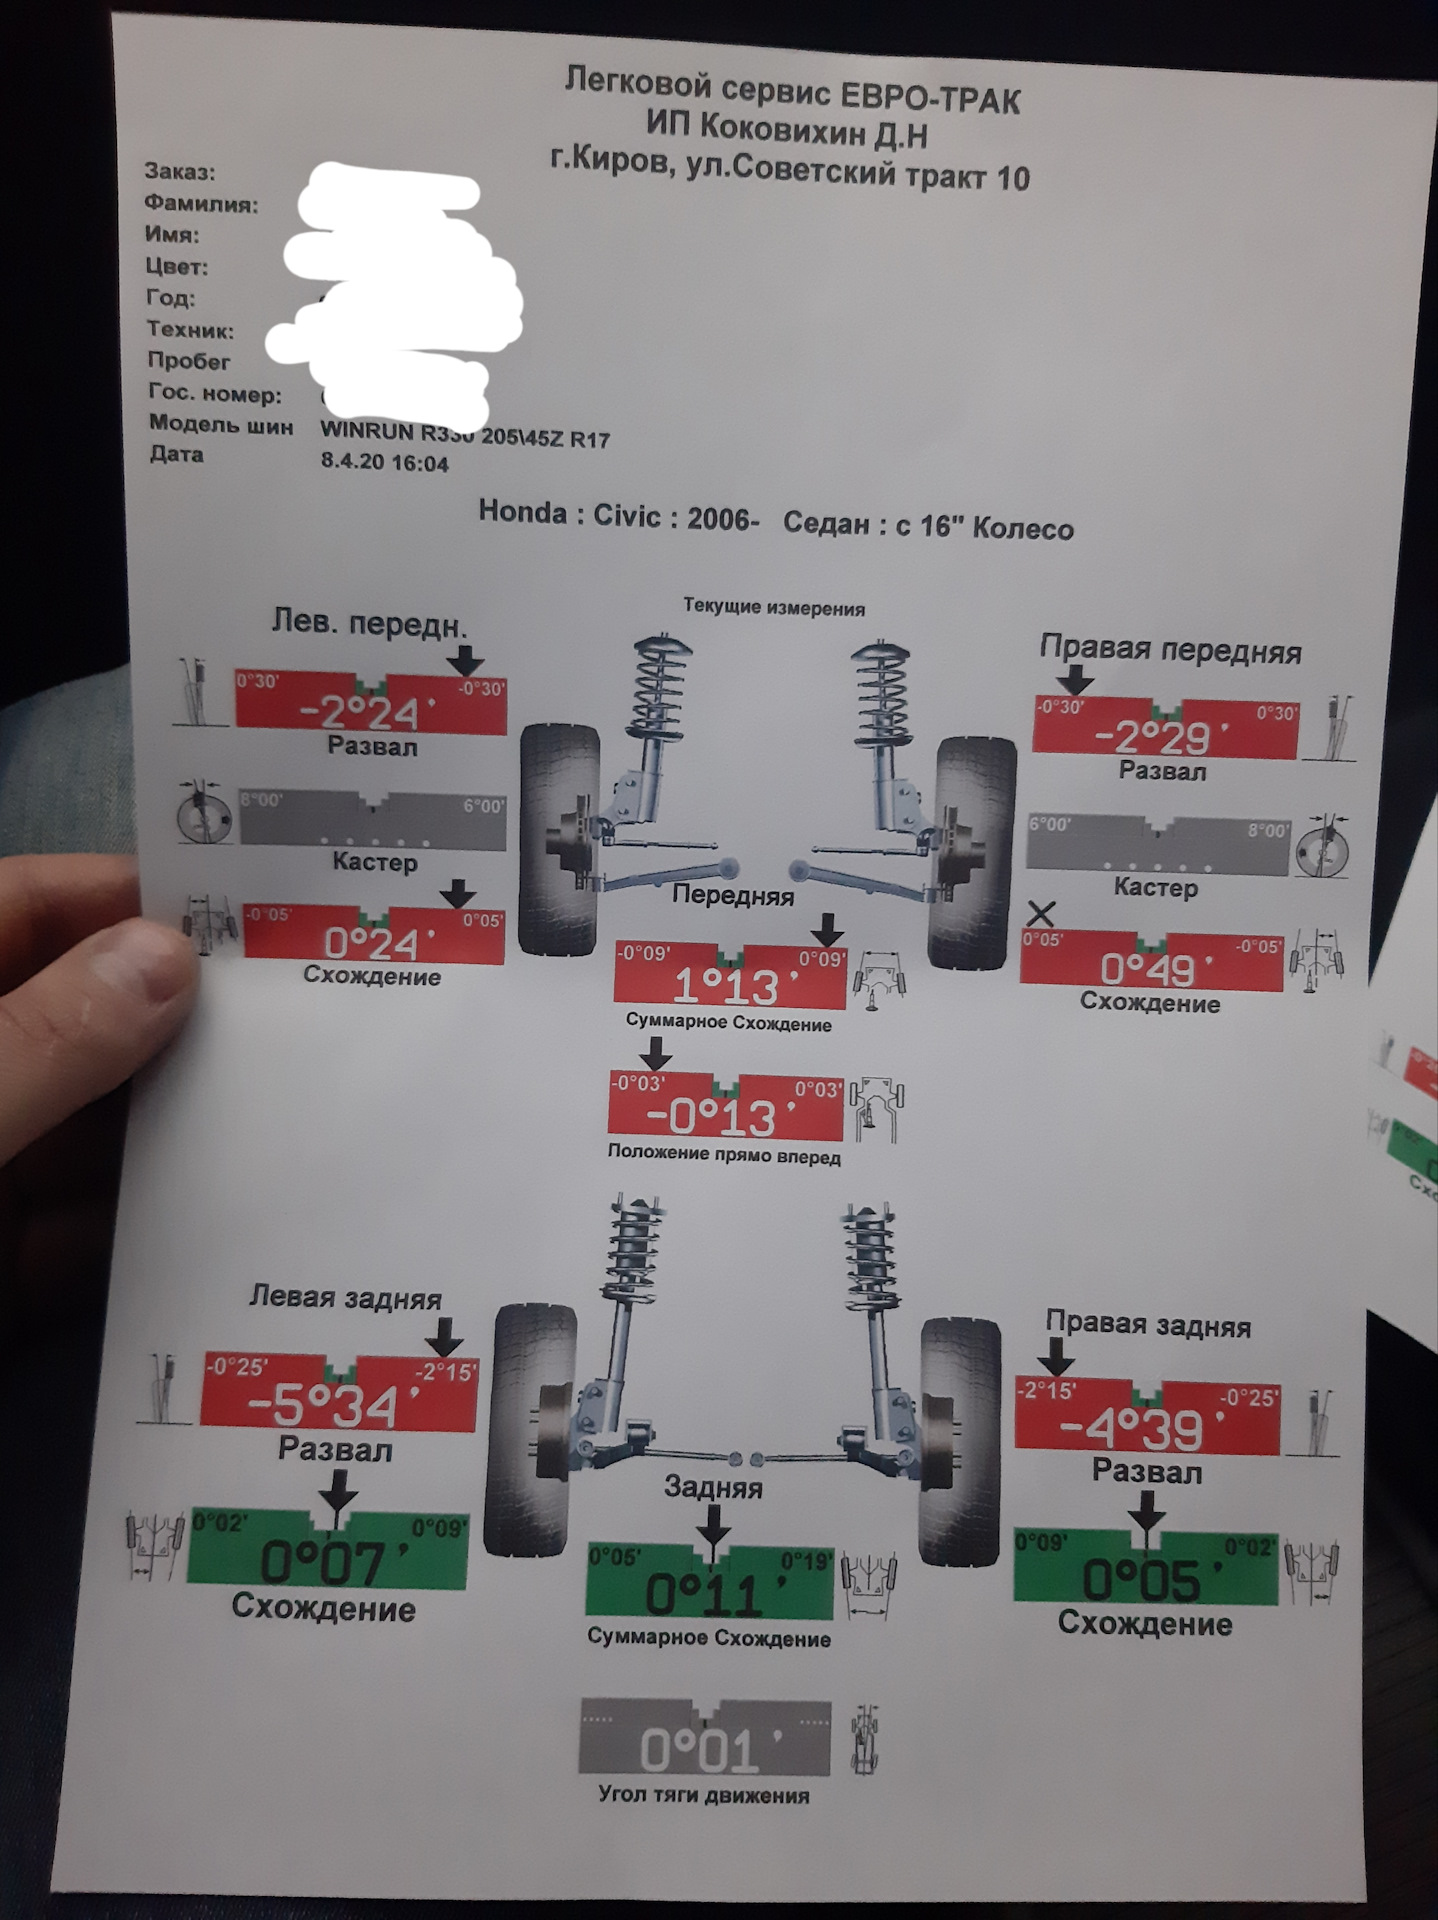 Легковой сервис ЕВРО-ТРАК
ИП Коковихин Д.Н
г.Киров, ул.Советский тракт 10
Заказ:
Фамилия:
Имя:
Цвет:
Год:
Техник:
Пробег
Гос. номер:
Модель шин WINRUN R330 205\45Z R17
Дата 8.4.20 16:04
Honda : Civic : 2006- Седан : с 16" Колесо
Текущие измерения
Лев. передн.
Правая передняя
0°30' -0°30'
-2°24'
Развал
-0°30' 0°30'
-2°29'
Развал
8°00' 6°00'
Кастер
6°00' 8°00'
Кастер
Передняя
-0°05' 0°05'
0°24'
Схождение
-0°09' 0°09'
1°13'
Суммарное Схождение
0°05' -0°05'
0°49'
Схождение
-0°03' 0°03'
-0°13'
Положение прямо вперед
Левая задняя
Правая задняя
-0°25' -2°15'
-5°34'
Развал
-2°15' -0°25'
-4°39'
Развал
Задняя
0°02' 0°09'
0°07'
Схождение
0°05' 0°19'
0°11'
Суммарное Схождение
0°09' 0°02'
0°05'
Схождение
0°01'
Угол тяги движения